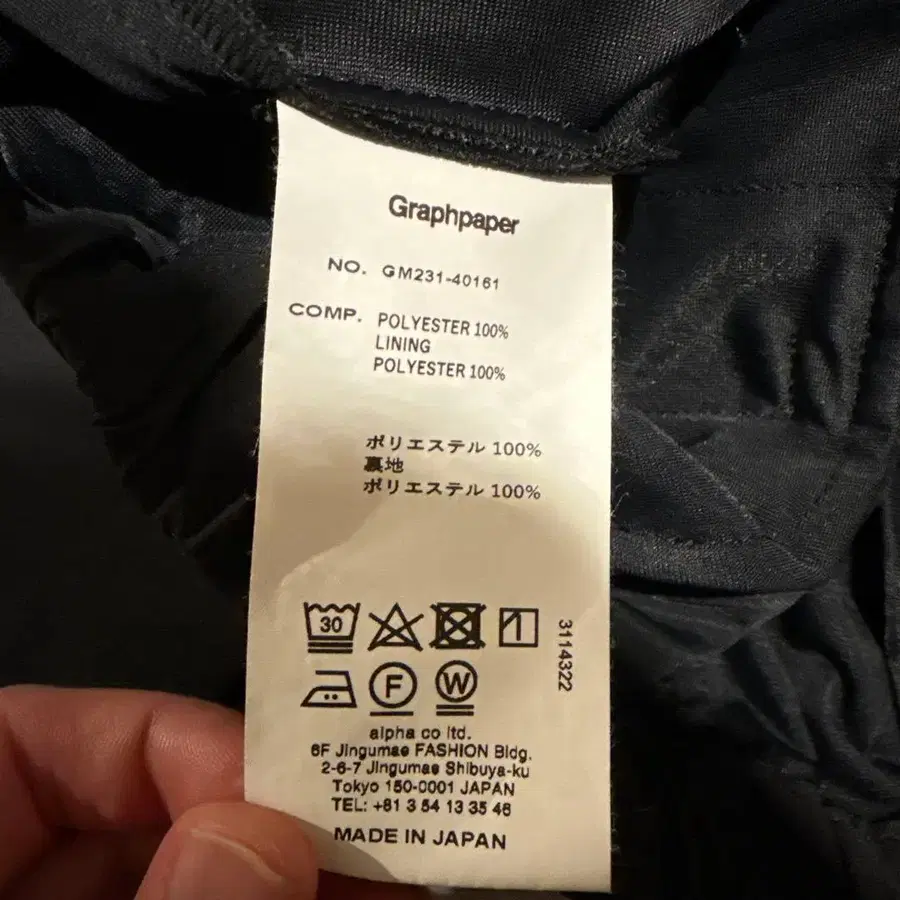 Graphpaper
NO. GM231-40161
COMP. POLYESTER 100%
LINING
POLYESTER 100%
ポリエステル 100%
裏地
ポリエステル 100%
30
3114322
F W
alpha co ltd.
6F Jingumae FASHION Bldg.
2-6-7 Jingumae Shibuya-ku
Tokyo 150-0001 JAPAN
TEL: +81 3 54 13 35 46
MADE IN JAPAN